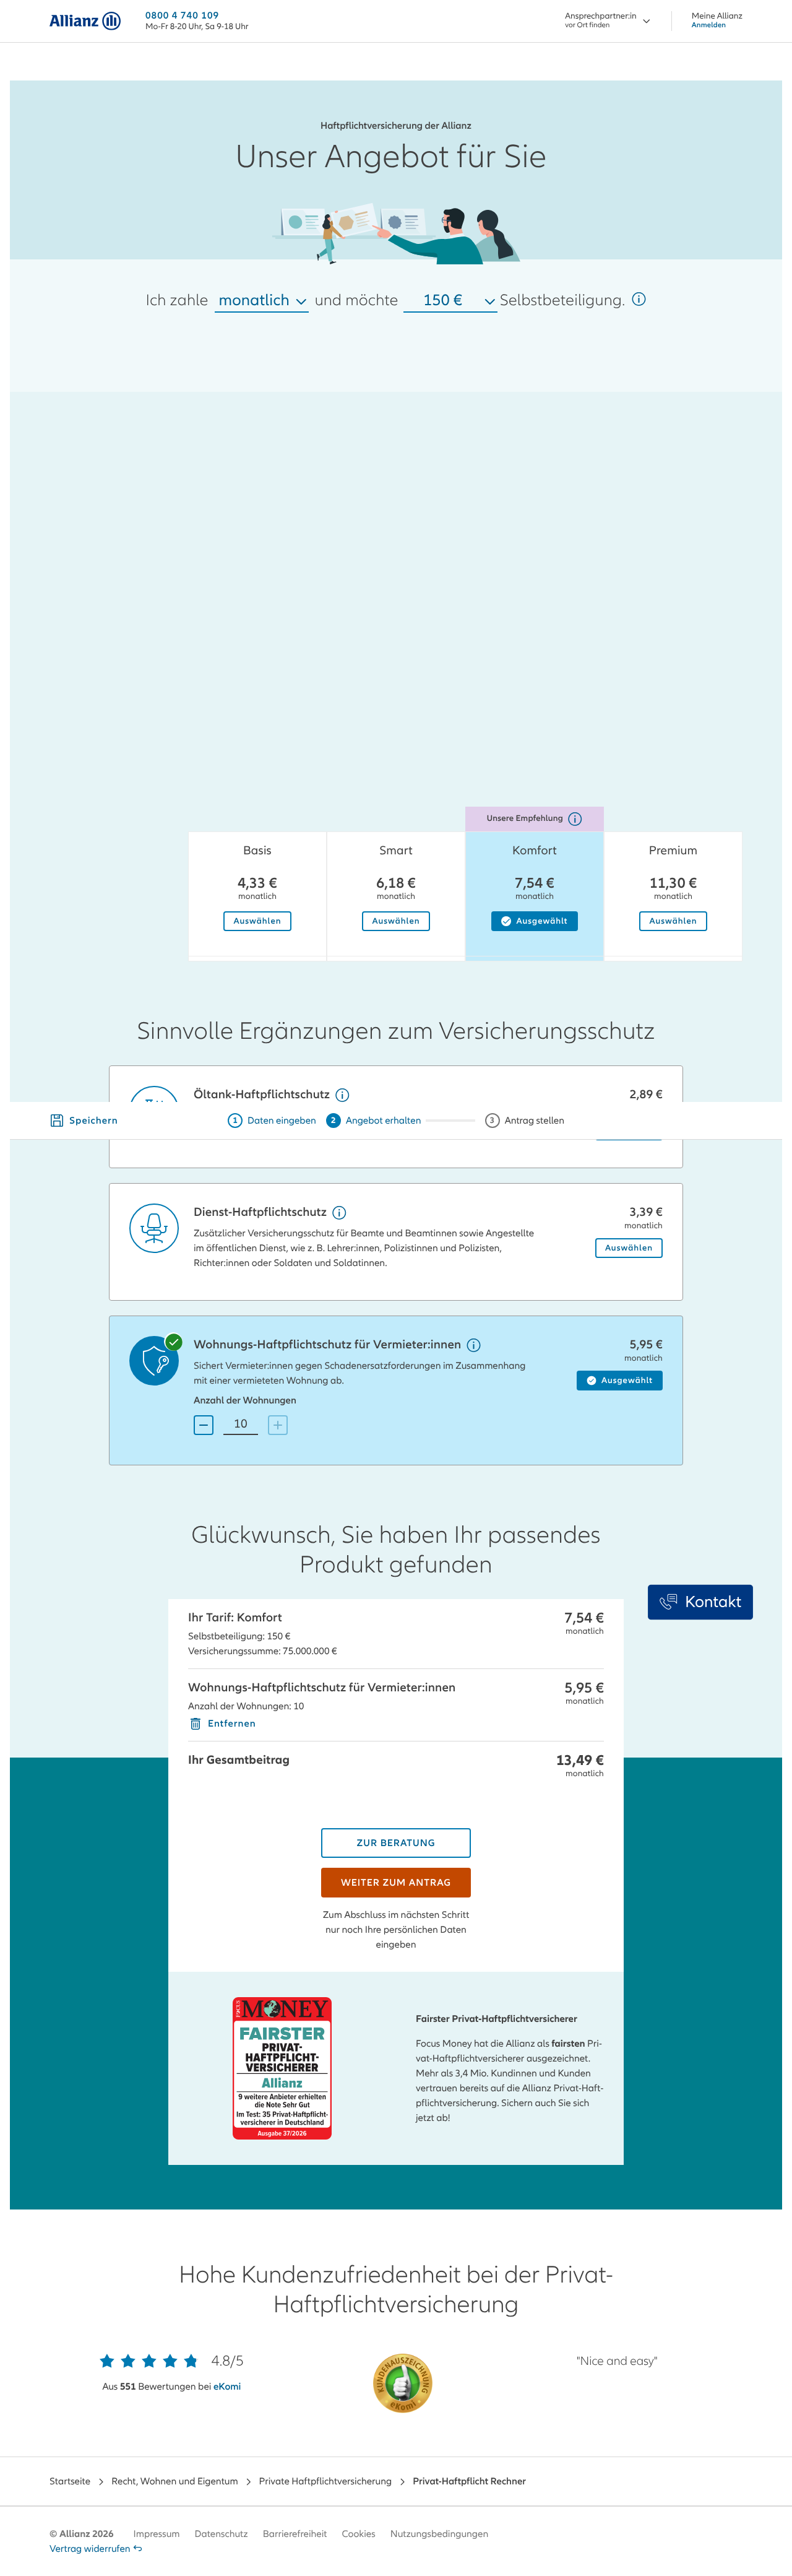 Allianz
0800 4 740 109
Mo-Fr 8-20 Uhr, Sa 9-18 Uhr
Ansprechpartner:in
vor Ort finden
Meine Allianz
Anmelden
Haftpflichtversicherung der Allianz
Unser Angebot für Sie
Ich zahle monatlich und möchte 150 € Selbstbeteiligung.
Unsere Empfehlung
Basis
4,33 €
monatlich
Auswählen
Smart
6,18 €
monatlich
Auswählen
Komfort
7,54 €
monatlich
Ausgewählt
Premium
11,30 €
monatlich
Auswählen
Sinnvolle Ergänzungen zum Versicherungsschutz
Öltank-Haftpflichtschutz
2,89 €
Speichern
1 Daten eingeben
2 Angebot erhalten
3 Antrag stellen
Dienst-Haftpflichtschutz
Zusätzlicher Versicherungsschutz für Beamte und Beamtinnen sowie Angestellte
im öffentlichen Dienst, wie z. B. Lehrer:innen, Polizistinnen und Polizisten,
Richter:innen oder Soldaten und Soldatinnen.
3,39 €
monatlich
Auswählen
Wohnungs-Haftpflichtschutz für Vermieter:innen
Sichert Vermieter:innen gegen Schadenersatzforderungen im Zusammenhang
mit einer vermieteten Wohnung ab.
Anzahl der Wohnungen
10
5,95 €
monatlich
Ausgewählt
Glückwunsch, Sie haben Ihr passendes
Produkt gefunden
Kontakt
Ihr Tarif: Komfort
Selbstbeteiligung: 150 €
Versicherungssumme: 75.000.000 €
7,54 €
monatlich
Wohnungs-Haftpflichtschutz für Vermieter:innen
Anzahl der Wohnungen: 10
Entfernen
5,95 €
monatlich
Ihr Gesamtbeitrag
13,49 €
monatlich
ZUR BERATUNG
WEITER ZUM ANTRAG
Zum Abschluss im nächsten Schritt
nur noch Ihre persönlichen Daten
eingeben
FOCUS MONEY
FAIRSTER
PRIVAT-
HAFTPFLICHT-
VERSICHERER
Allianz
9 weitere Anbieter erhielten
die Note Sehr Gut
Im Test: 35 Privat-Haftpflicht-
versicherer in Deutschland
Ausgabe 37/2026
Fairster Privat-Haftpflichtversicherer
Focus Money hat die Allianz als fairsten Pri-
vat-Haftpflichtversicherer ausgezeichnet.
Mehr als 3,4 Mio. Kundinnen und Kunden
vertrauen bereits auf die Allianz Privat-Haft-
pflichtversicherung. Sichern auch Sie sich
jetzt ab!
Hohe Kundenzufriedenheit bei der Privat-
Haftpflichtversicherung
4.8/5
Aus 551 Bewertungen bei eKomi
KUNDENAUSZEICHNUNG
eKomi
"Nice and easy"
Startseite
Recht, Wohnen und Eigentum
Private Haftpflichtversicherung
Privat-Haftpflicht Rechner
© Allianz 2026
Impressum
Datenschutz
Barrierefreiheit
Cookies
Nutzungsbedingungen
Vertrag widerrufen